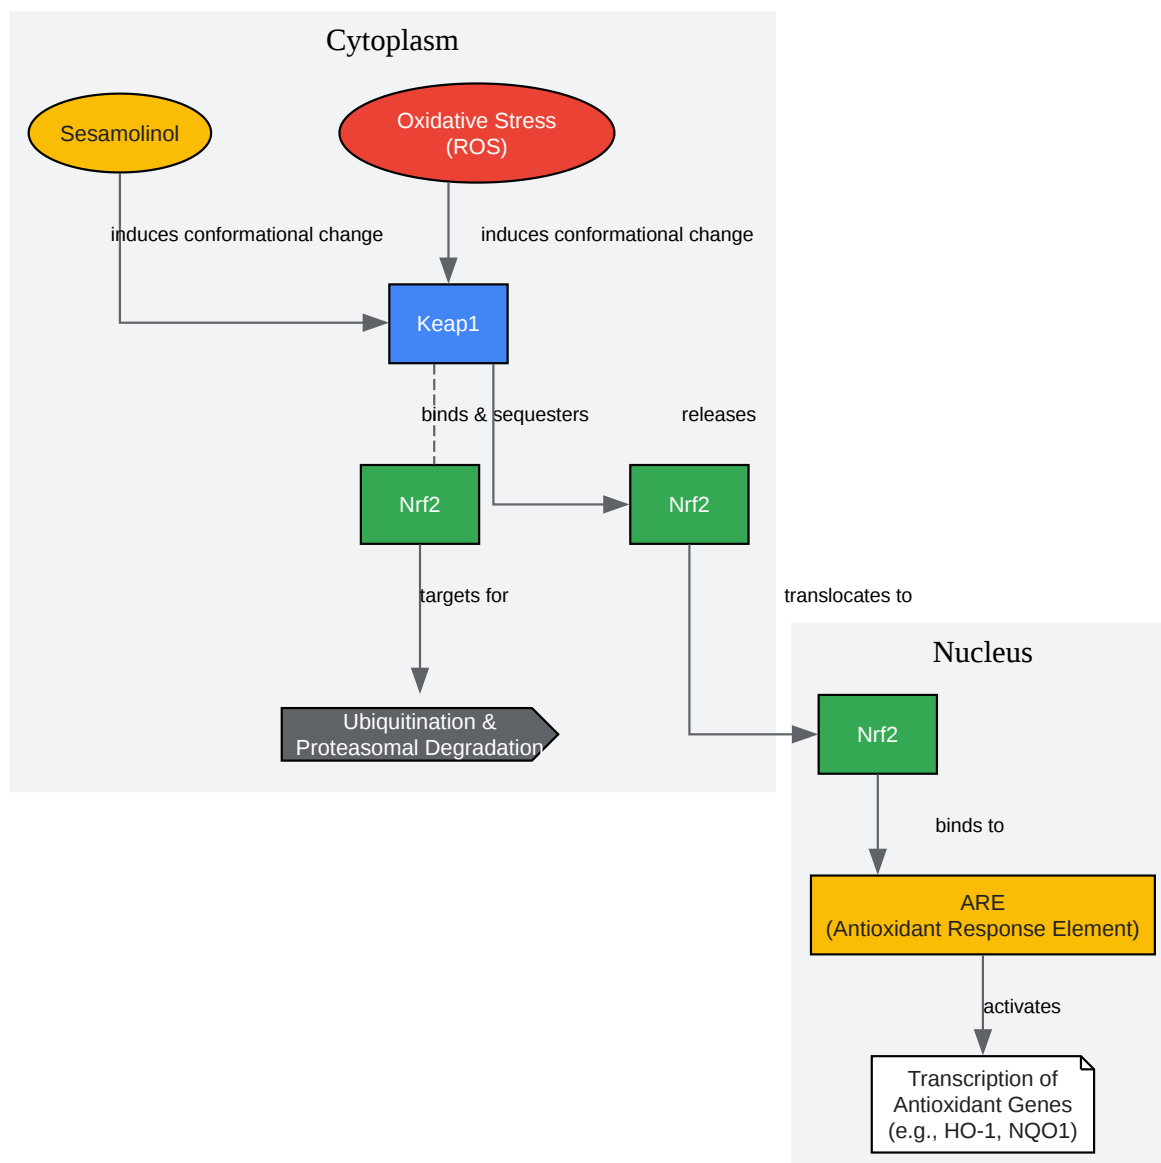 Cytoplasm
Sesamolinol
Oxidative Stress
(ROS)
induces conformational change
induces conformational change
Keap1
binds & sequesters
releases
Nrf2
Nrf2
targets for
translocates to
Ubiquitination &
Proteasomal Degradation
Nucleus
Nrf2
binds to
ARE
(Antioxidant Response Element)
activates
Transcription of
Antioxidant Genes
(e.g., HO-1, NQO1)